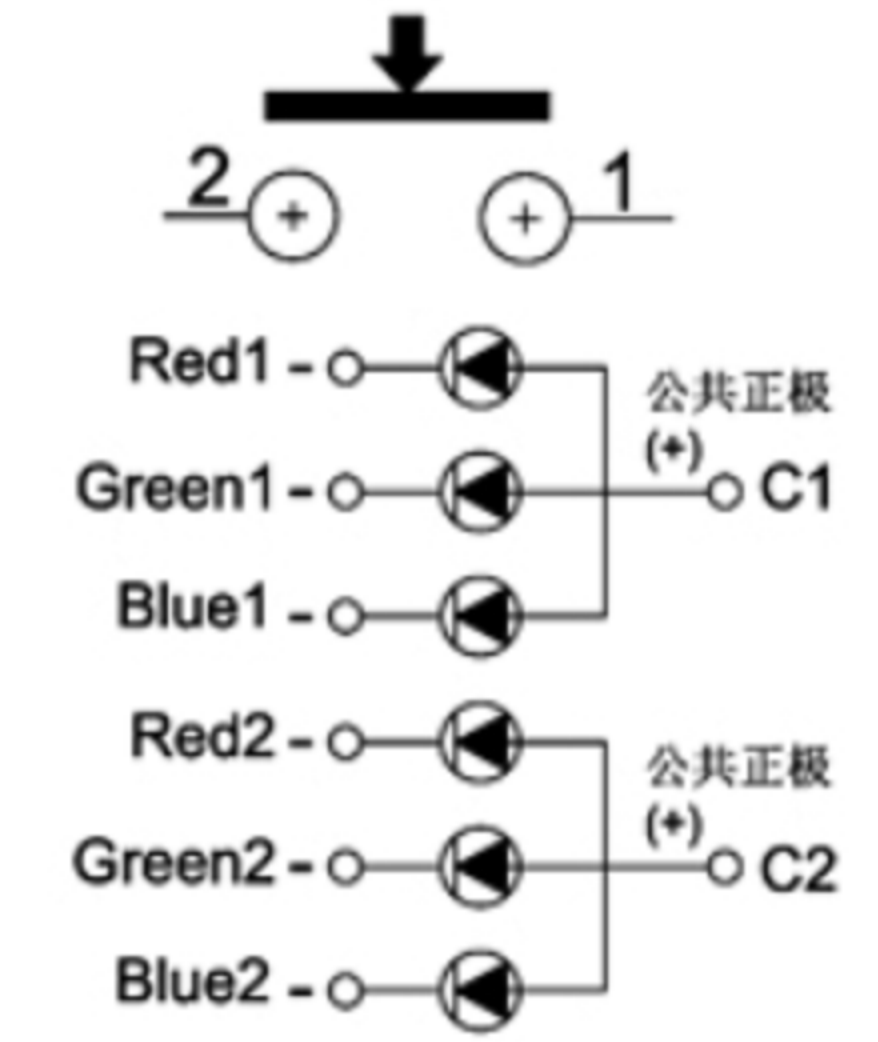 2
1
Red1 -
公共正极
(+)
Green1 -
C1
Blue1 -
Red2 -
公共正极
(+)
Green2 -
C2
Blue2 -